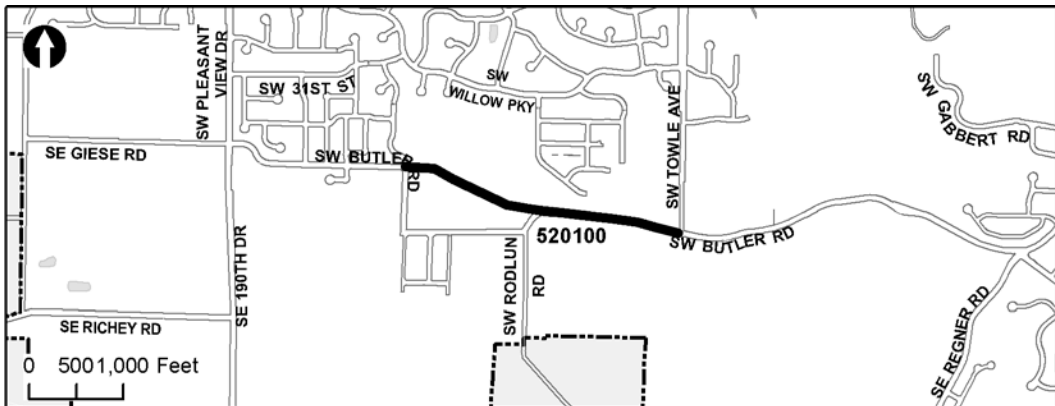 SW PLEASANT
VIEW DR
SW 31ST ST
SW
WILLOW PKY
SW TOWLE AVE
SW GABBERT RD
SE GIESE RD
SW BUTLER RD
520100
SW BUTLER RD
SW RODLUN
RD
SE 190TH DR
SE RICHEY RD
SE REGNER RD
0 500 1,000 Feet